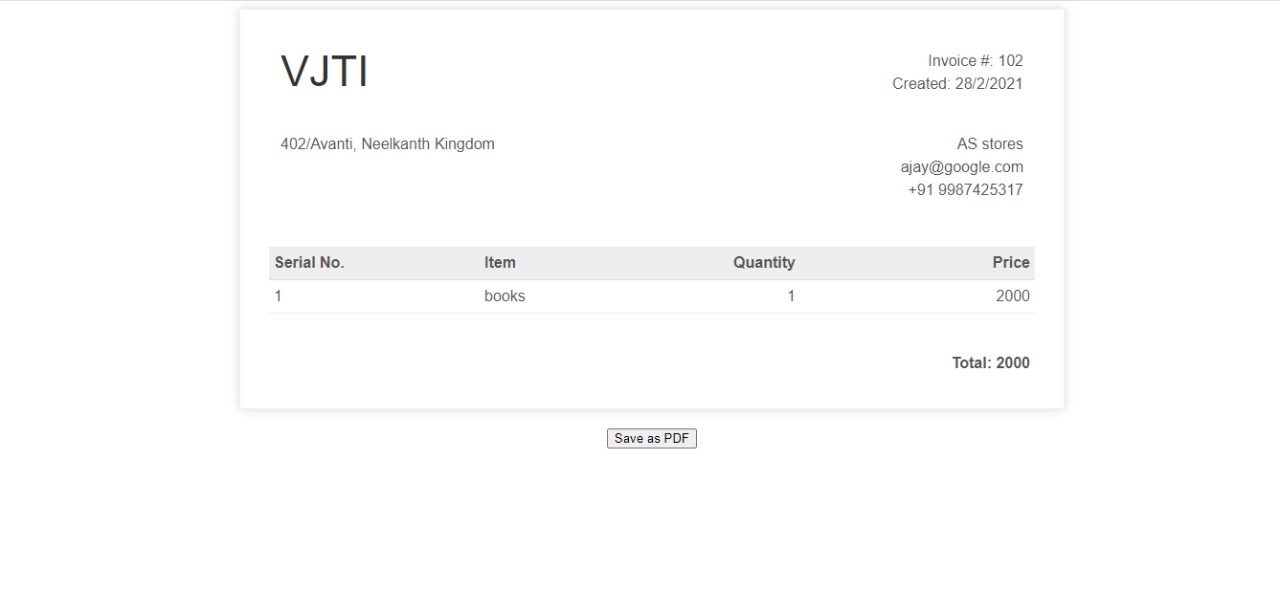 VJTI
Invoice #: 102
Created: 28/2/2021
402/Avanti, Neelkanth Kingdom
AS stores
ajay@google.com
+91 9987425317
Serial No. Item Quantity Price
1 books 1 2000
Total: 2000
Save as PDF